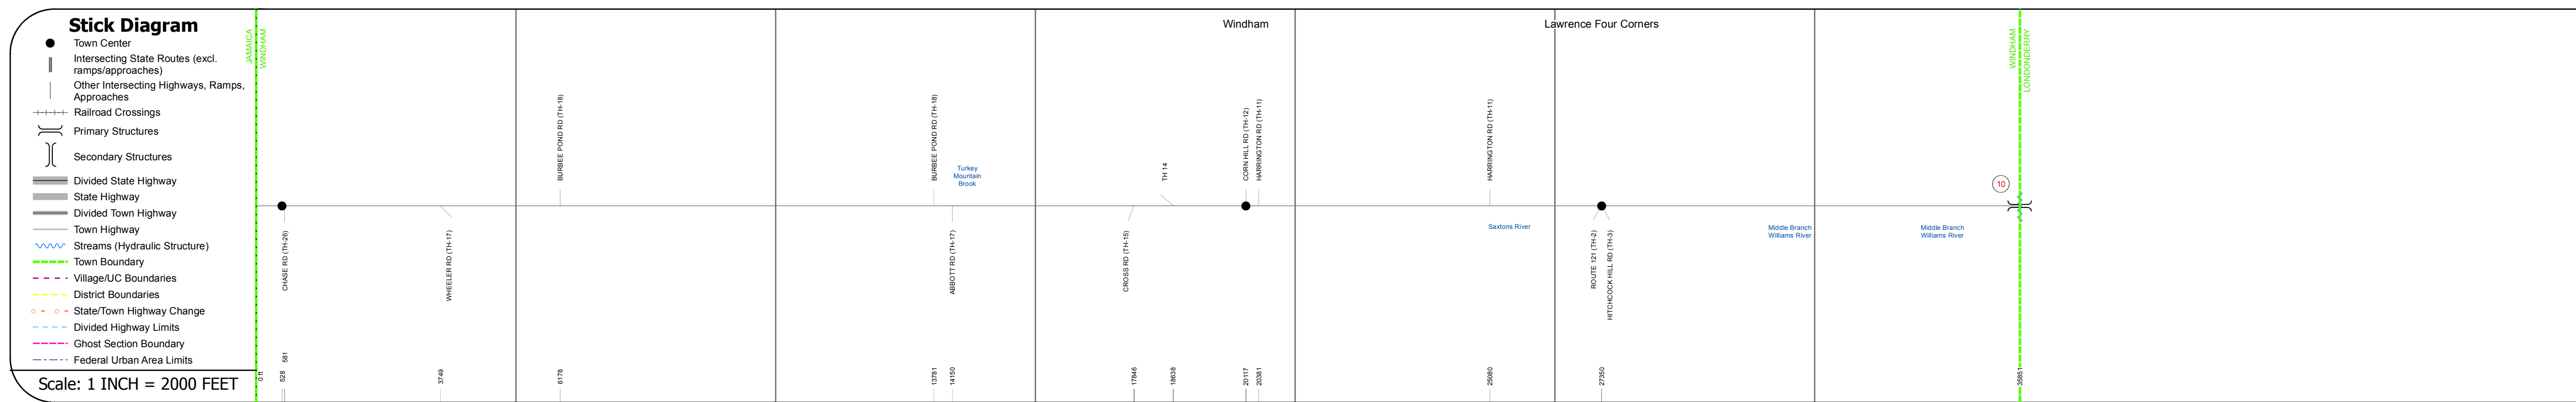 Stick Diagram
Town Center
Intersecting State Routes (excl.
ramps/approaches)
Other Intersecting Highways, Ramps,
Approaches
Railroad Crossings
Primary Structures
Secondary Structures
Divided State Highway
State Highway
Divided Town Highway
Town Highway
Streams (Hydraulic Structure)
Town Boundary
Village/UC Boundaries
District Boundaries
State/Town Highway Change
Divided Highway Limits
Ghost Section Boundary
Federal Urban Area Limits
Scale: 1 INCH = 2000 FEET
JAMAICA
WINDHAM
Windham
Lawrence Four Corners
WINDHAM
LONDONDERRY
BURBEE POND RD (TH-18)
BURBEE POND RD (TH-18)
Turkey
Mountain
Brook
TH 14
CORN HILL RD (TH-12)
HARRINGTON RD (TH-11)
HARRINGTON RD (TH-11)
10
CHASE RD (TH-26)
WHEELER RD (TH-17)
ABBOTT RD (TH-17)
CROSS RD (TH-15)
Saxtons River
ROUTE 121 (TH-2)
HITCHCOCK HILL RD (TH-3)
Middle Branch
Williams River
Middle Branch
Williams River
0 ft
528
581
3749
6178
13781
14150
17846
18638
20117
20381
25080
27350
35851